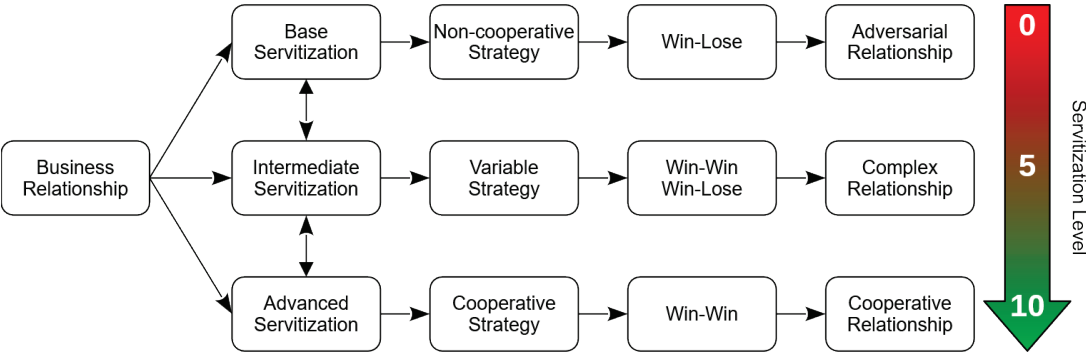 Base
Servitization
Non-cooperative
Strategy
Win-Lose
Adversarial
Relationship
0
Business
Relationship
Intermediate
Servitization
Variable
Strategy
Win-Win
Win-Lose
Complex
Relationship
5
Servitization Level
Advanced
Servitization
Cooperative
Strategy
Win-Win
Cooperative
Relationship
10